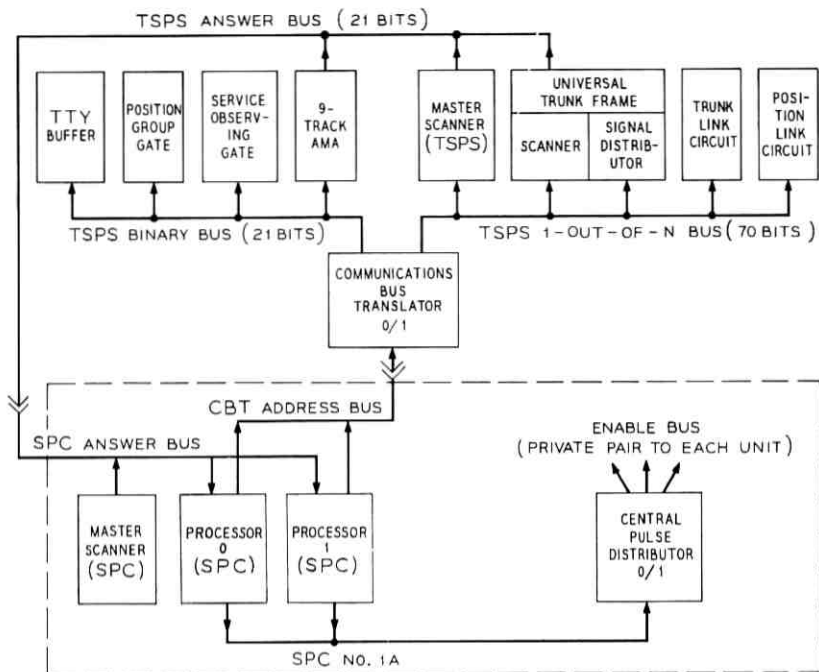 TSPS ANSWER BUS (21 BITS)
TTY
BUFFER
POSITION
GROUP
GATE
SERVICE
OBSERV-
ING
GATE
9-
TRACK
AMA
MASTER
SCANNER
(TSPS)
UNIVERSAL
TRUNK FRAME
SCANNER
SIGNAL
DISTRIB-
UTOR
TRUNK
LINK
CIRCUIT
POSI-
TION
LINK
CIRCUIT
TSPS BINARY BUS (21 BITS)
TSPS 1-OUT-OF-N BUS (70 BITS)
COMMUNICATIONS
BUS
TRANSLATOR
0/1
CBT ADDRESS BUS
SPC ANSWER BUS
ENABLE BUS
(PRIVATE PAIR TO EACH UNIT)
MASTER
SCANNER
(SPC)
PROCESSOR
0
(SPC)
PROCESSOR
1
(SPC)
CENTRAL
PULSE
DISTRIBUTOR
0/1
SPC NO. 1A